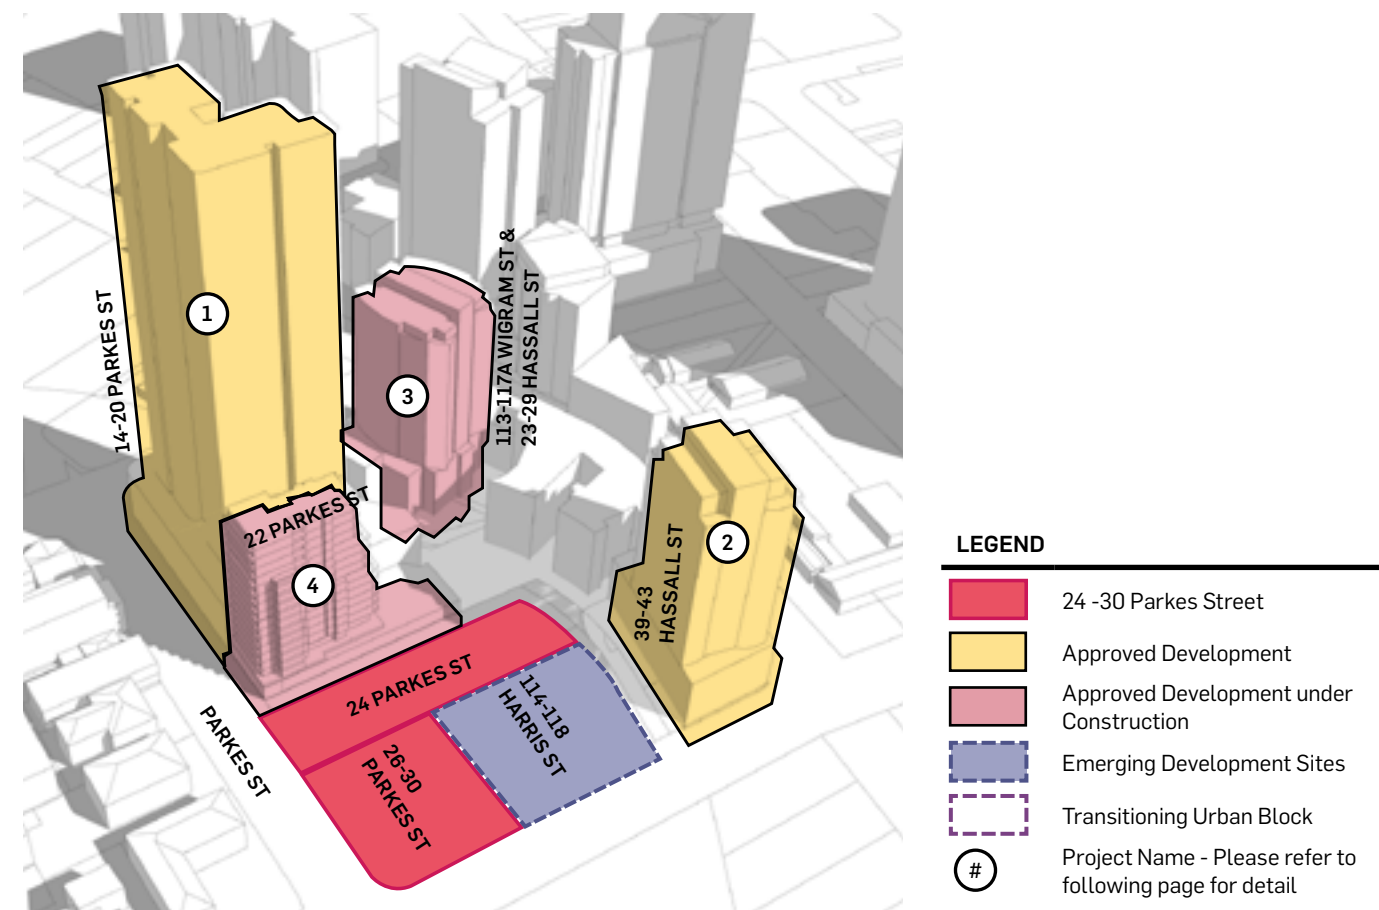 1
14-20 PARKES ST
3
113-117A WIGRAM ST &
23-29 HASSALL ST
22 PARKES ST
4
2
39-43
HASSALL ST
24 PARKES ST
114-118
HARRIS ST
26-30
PARKES ST
PARKES ST
LEGEND
24 -30 Parkes Street
Approved Development
Approved Development under
Construction
Emerging Development Sites
Transitioning Urban Block
#
Project Name - Please refer to
following page for detail